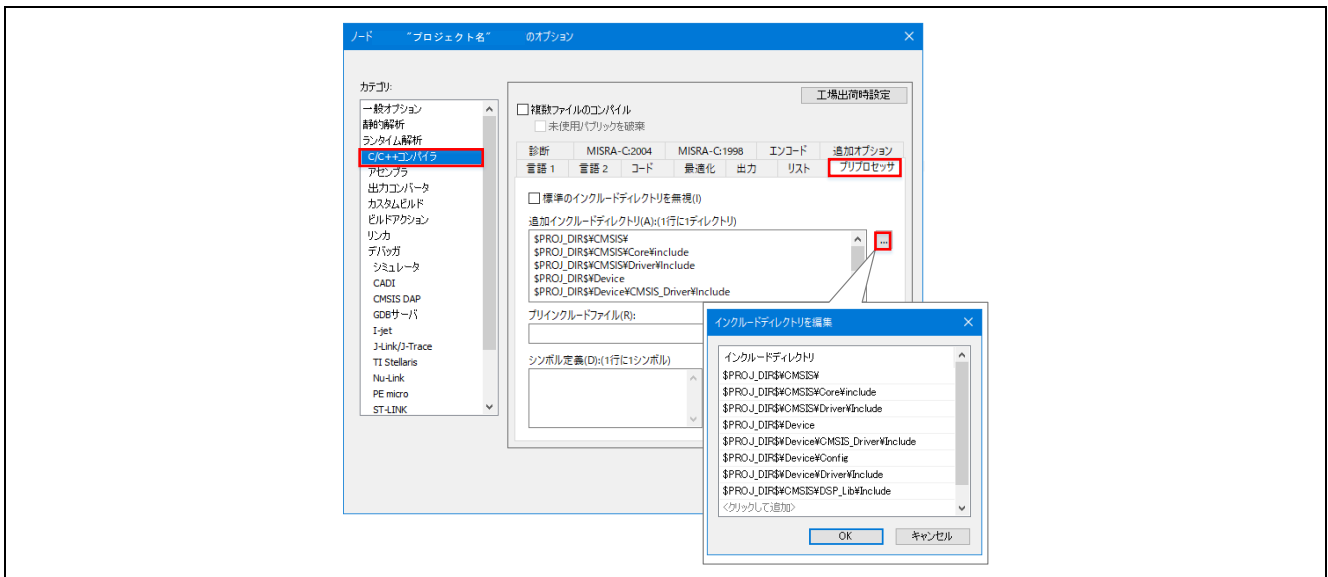 ノード "プロジェクト名" のオプション
カテゴリ:
一般オプション
静的解析
ランタイム解析
C/C++コンパイラ
アセンブラ
出力コンバータ
カスタムビルド
ビルドアクション
リンカ
デバッガ
シミュレータ
CADI
CMSIS DAP
GDBサーバ
I-jet
J-Link/J-Trace
TI Stellaris
Nu-Link
PE micro
ST-LINK
工場出荷時設定
複数ファイルのコンパイル
未使用パブリックを破棄
診断 MISRA-C:2004 MISRA-C:1998 エンコード 追加オプション
言語 1 言語 2 コード 最適化 出力 リスト プリプロセッサ
標準のインクルードディレクトリを無視(I)
追加インクルードディレクトリ(A):(1行に1ディレクトリ)
$PROJ_DIR$¥CMSIS¥
$PROJ_DIR$¥CMSIS¥Core¥include
$PROJ_DIR$¥CMSIS¥Driver¥Include
$PROJ_DIR$¥Device
$PROJ_DIR$¥Device¥CMSIS_Driver¥Include
...
プリインクルードファイル(R):
シンボル定義(D):(1行に1シンボル)
インクルードディレクトリを編集
インクルードディレクトリ
$PROJ_DIR$¥CMSIS¥
$PROJ_DIR$¥CMSIS¥Core¥include
$PROJ_DIR$¥CMSIS¥Driver¥Include
$PROJ_DIR$¥Device
$PROJ_DIR$¥Device¥CMSIS_Driver¥Include
$PROJ_DIR$¥Device¥Config
$PROJ_DIR$¥Device¥Driver¥Include
$PROJ_DIR$¥CMSIS¥DSP_Lib¥Include
<クリックして追加>
OK キャンセル